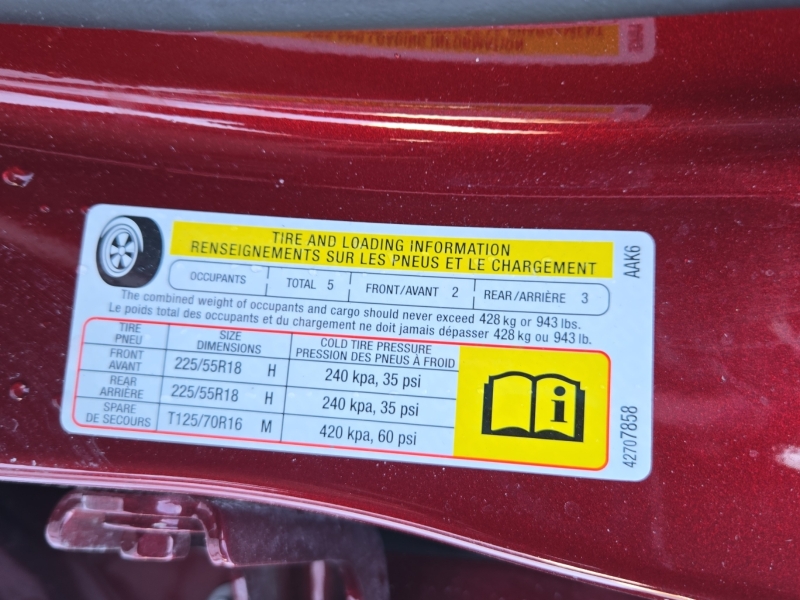 TIRE AND LOADING INFORMATION
RENSEIGNEMENTS SUR LES PNEUS ET LE CHARGEMENT
AAK6
OCCUPANTS TOTAL 5 FRONT/AVANT 2 REAR/ARRIÈRE 3
The combined weight of occupants and cargo should never exceed 428 kg or 943 lbs.
Le poids total des occupants et du chargement ne doit jamais dépasser 428 kg ou 943 lb.
TIRE SIZE COLD TIRE PRESSURE
PNEU DIMENSIONS PRESSION DES PNEUS À FROID
FRONT
AVANT 225/55R18 H 240 kpa, 35 psi
REAR
ARRIÈRE 225/55R18 H 240 kpa, 35 psi
SPARE
DE SECOURS T125/70R16 M 420 kpa, 60 psi
i
42707858